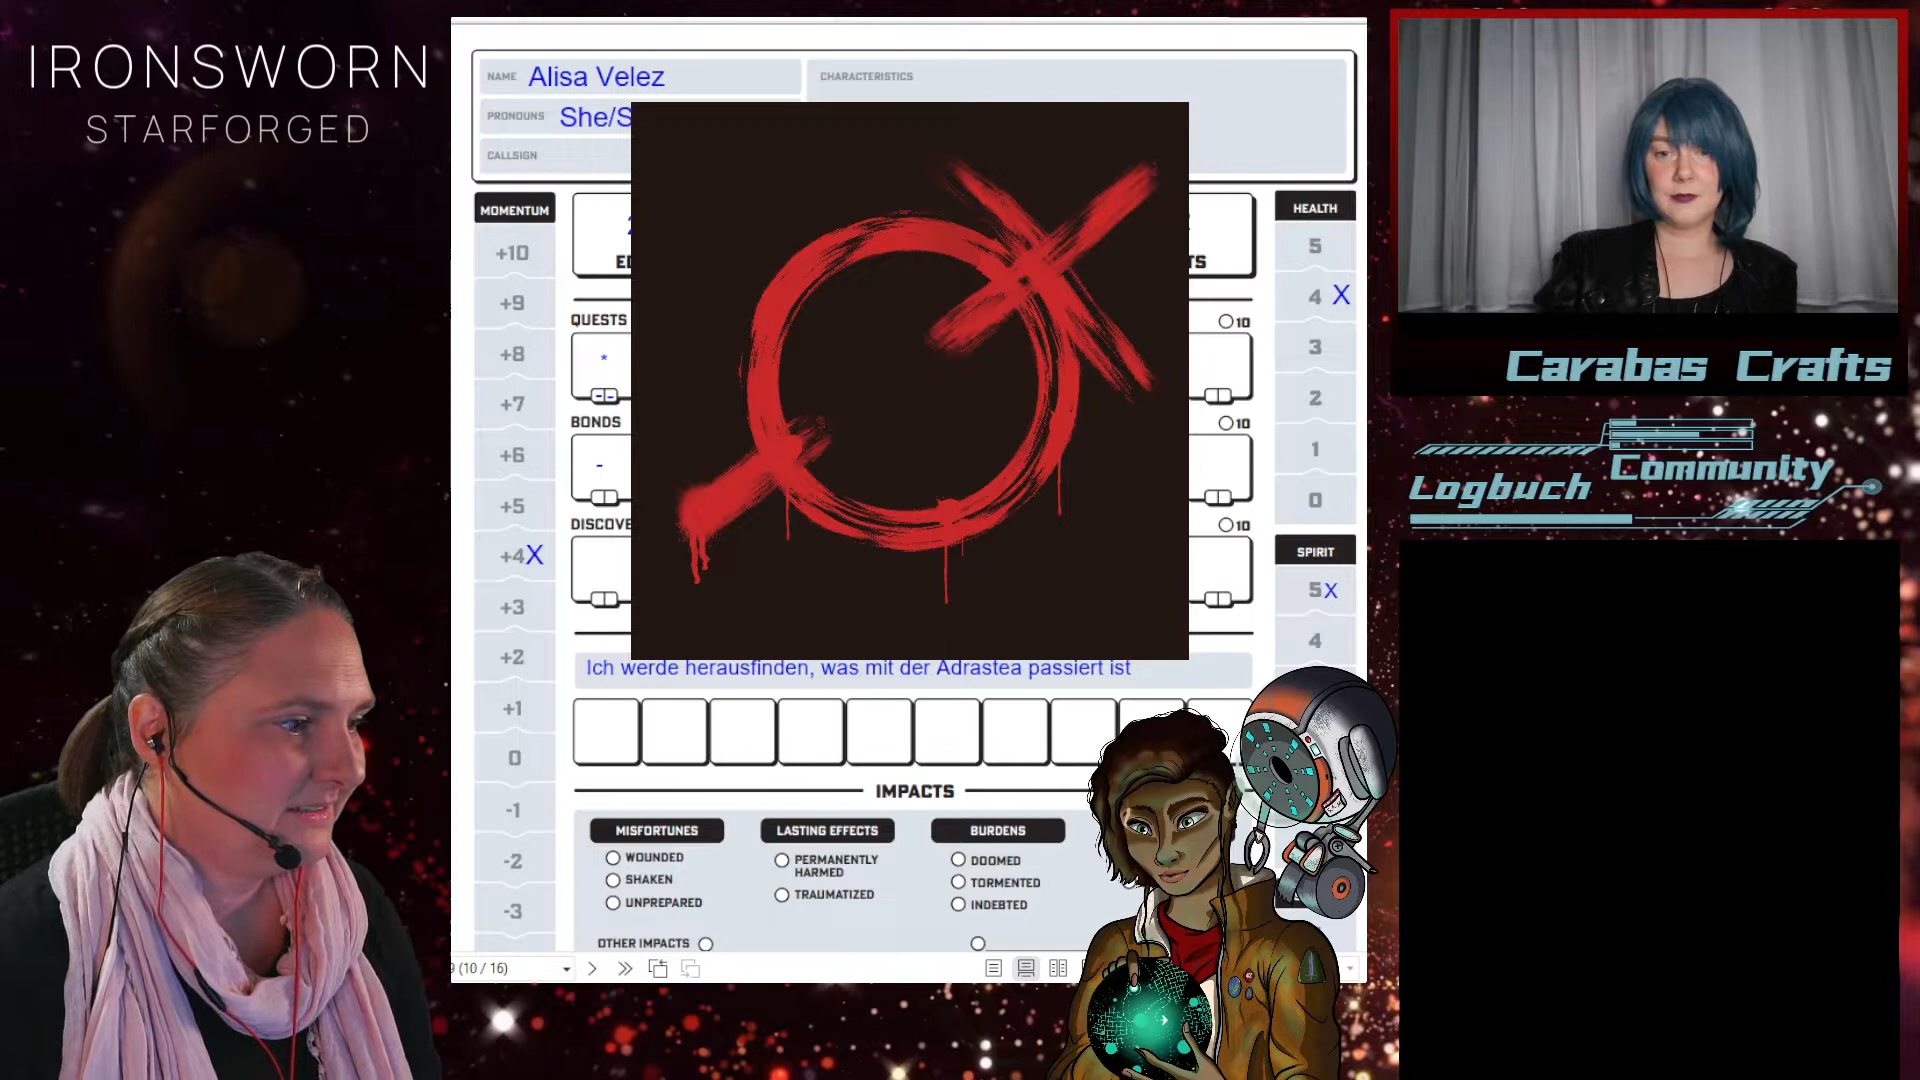 IRONSWORN
STARFORGED
NAME Alisa Velez
CHARACTERISTICS
PRONOUNS She/S
CALLSIGN
MOMENTUM
+10
+9
+8
+7
+6
+5
+4 X
+3
+2
+1
0
-1
-2
-3
QUESTS
10
*
BONDS
10
-
10
Ich werde herausfinden, was mit der Adrastea passiert ist
IMPACTS
MISFORTUNES
WOUNDED
SHAKEN
UNPREPARED
LASTING EFFECTS
PERMANENTLY
HARMED
TRAUMATIZED
BURDENS
DOOMED
TORMENTED
INDEBTED
OTHER IMPACTS
9 (10 / 16)
HEALTH
5
4 X
3
2
1
0
SPIRIT
5 X
4
Carabas Crafts
Logbuch
Community